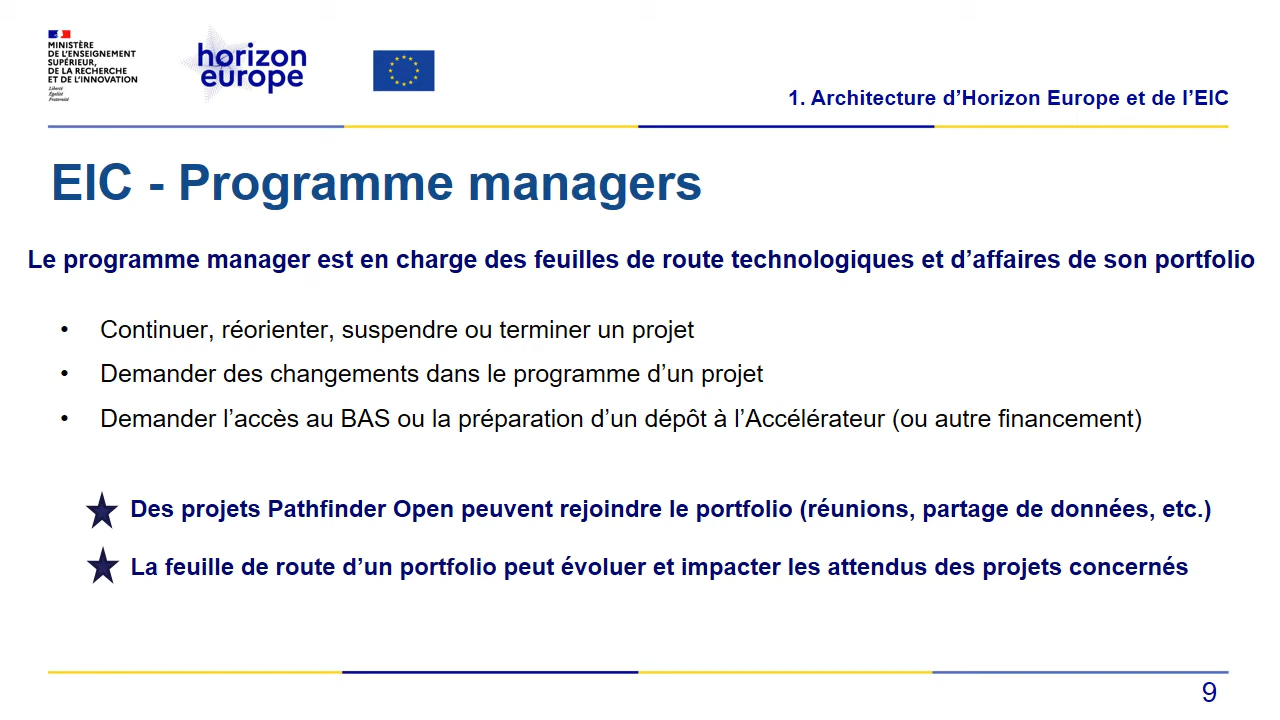 MINISTÈRE
DE L'ENSEIGNEMENT
SUPÉRIEUR,
DE LA RECHERCHE
ET DE L'INNOVATION
Liberté
Égalité
Fraternité
horizon
europe
1. Architecture d’Horizon Europe et de l’EIC
EIC - Programme managers
Le programme manager est en charge des feuilles de route technologiques et d’affaires de son portfolio
• Continuer, réorienter, suspendre ou terminer un projet
• Demander des changements dans le programme d’un projet
• Demander l’accès au BAS ou la préparation d’un dépôt à l’Accélérateur (ou autre financement)
Des projets Pathfinder Open peuvent rejoindre le portfolio (réunions, partage de données, etc.)
La feuille de route d’un portfolio peut évoluer et impacter les attendus des projets concernés
9